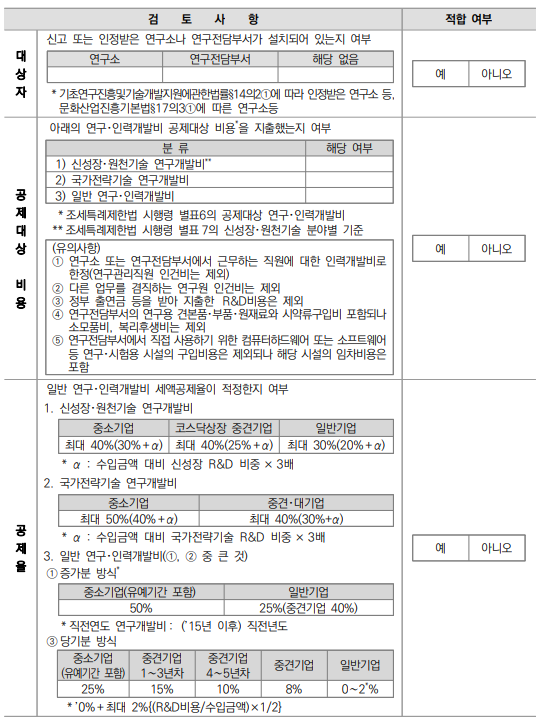 검 토 사 항 적합 여부
대상자
신고 또는 인정받은 연구소나 연구전담부서가 설치되어 있는지 여부
연구소 연구전담부서 해당 없음
예 아니오
* 기초연구진흥및기술개발지원에관한법률§14의2①에 따라 인정받은 연구소 등,
문화산업진흥기본법§17의3①에 따른 연구소등
공제대상 비용
아래의 연구·인력개발비 공제대상 비용*을 지출했는지 여부
분 류 해당 여부
1) 신성장·원천기술 연구개발비**
2) 국가전략기술 연구개발비
3) 일반 연구·인력개발비
* 조세특례제한법 시행령 별표6의 공제대상 연구·인력개발비
** 조세특례제한법 시행령 별표 7의 신성장·원천기술 분야별 기준
예 아니오
(유의사항)
① 연구소 또는 연구전담부서에서 근무하는 직원에 대한 인력개발비로
한정(연구관리직원 인건비는 제외)
② 다른 업무를 겸직하는 연구원 인건비는 제외
③ 정부 출연금 등을 받아 지출한 R&D비용은 제외
④ 연구전담부서의 연구용 견본품·부품·원재료와 시약류구입비 포함되나
소모품비, 복리후생비는 제외
⑤ 연구전담부서에서 직접 사용하기 위한 컴퓨터하드웨어 또는 소프트웨어
등 연구·시험용 시설의 구입비용은 제외되나 해당 시설의 임차비용은
포함
공제율
일반 연구·인력개발비 세액공제율이 적정한지 여부
1. 신성장·원천기술 연구개발비
중소기업 코스닥상장 중견기업 일반기업
최대 40%(30%+α) 최대 40%(25%+α) 최대 30%(20%+α)
* α : 수입금액 대비 신성장 R&D 비중 × 3배
2. 국가전략기술 연구개발비
중소기업 중견·대기업
최대 50%(40%+α) 최대 40%(30%+α)
* α : 수입금액 대비 국가전략기술 R&D 비중 × 3배
예 아니오
3. 일반 연구·인력개발비(①, ② 중 큰 것)
① 증가분 방식*
중소기업(유예기간 포함) 일반기업
50% 25%(중견기업 40%)
* 직전연도 연구개발비 : ('15년 이후) 직전년도
③ 당기분 방식
중소기업
(유예기간 포함) 중견기업
1~3년차 중견기업
4~5년차 중견기업 일반기업
25% 15% 10% 8% 0~2*%
* *0%+최대 2%{(R&D비용/수입금액)×1/2}